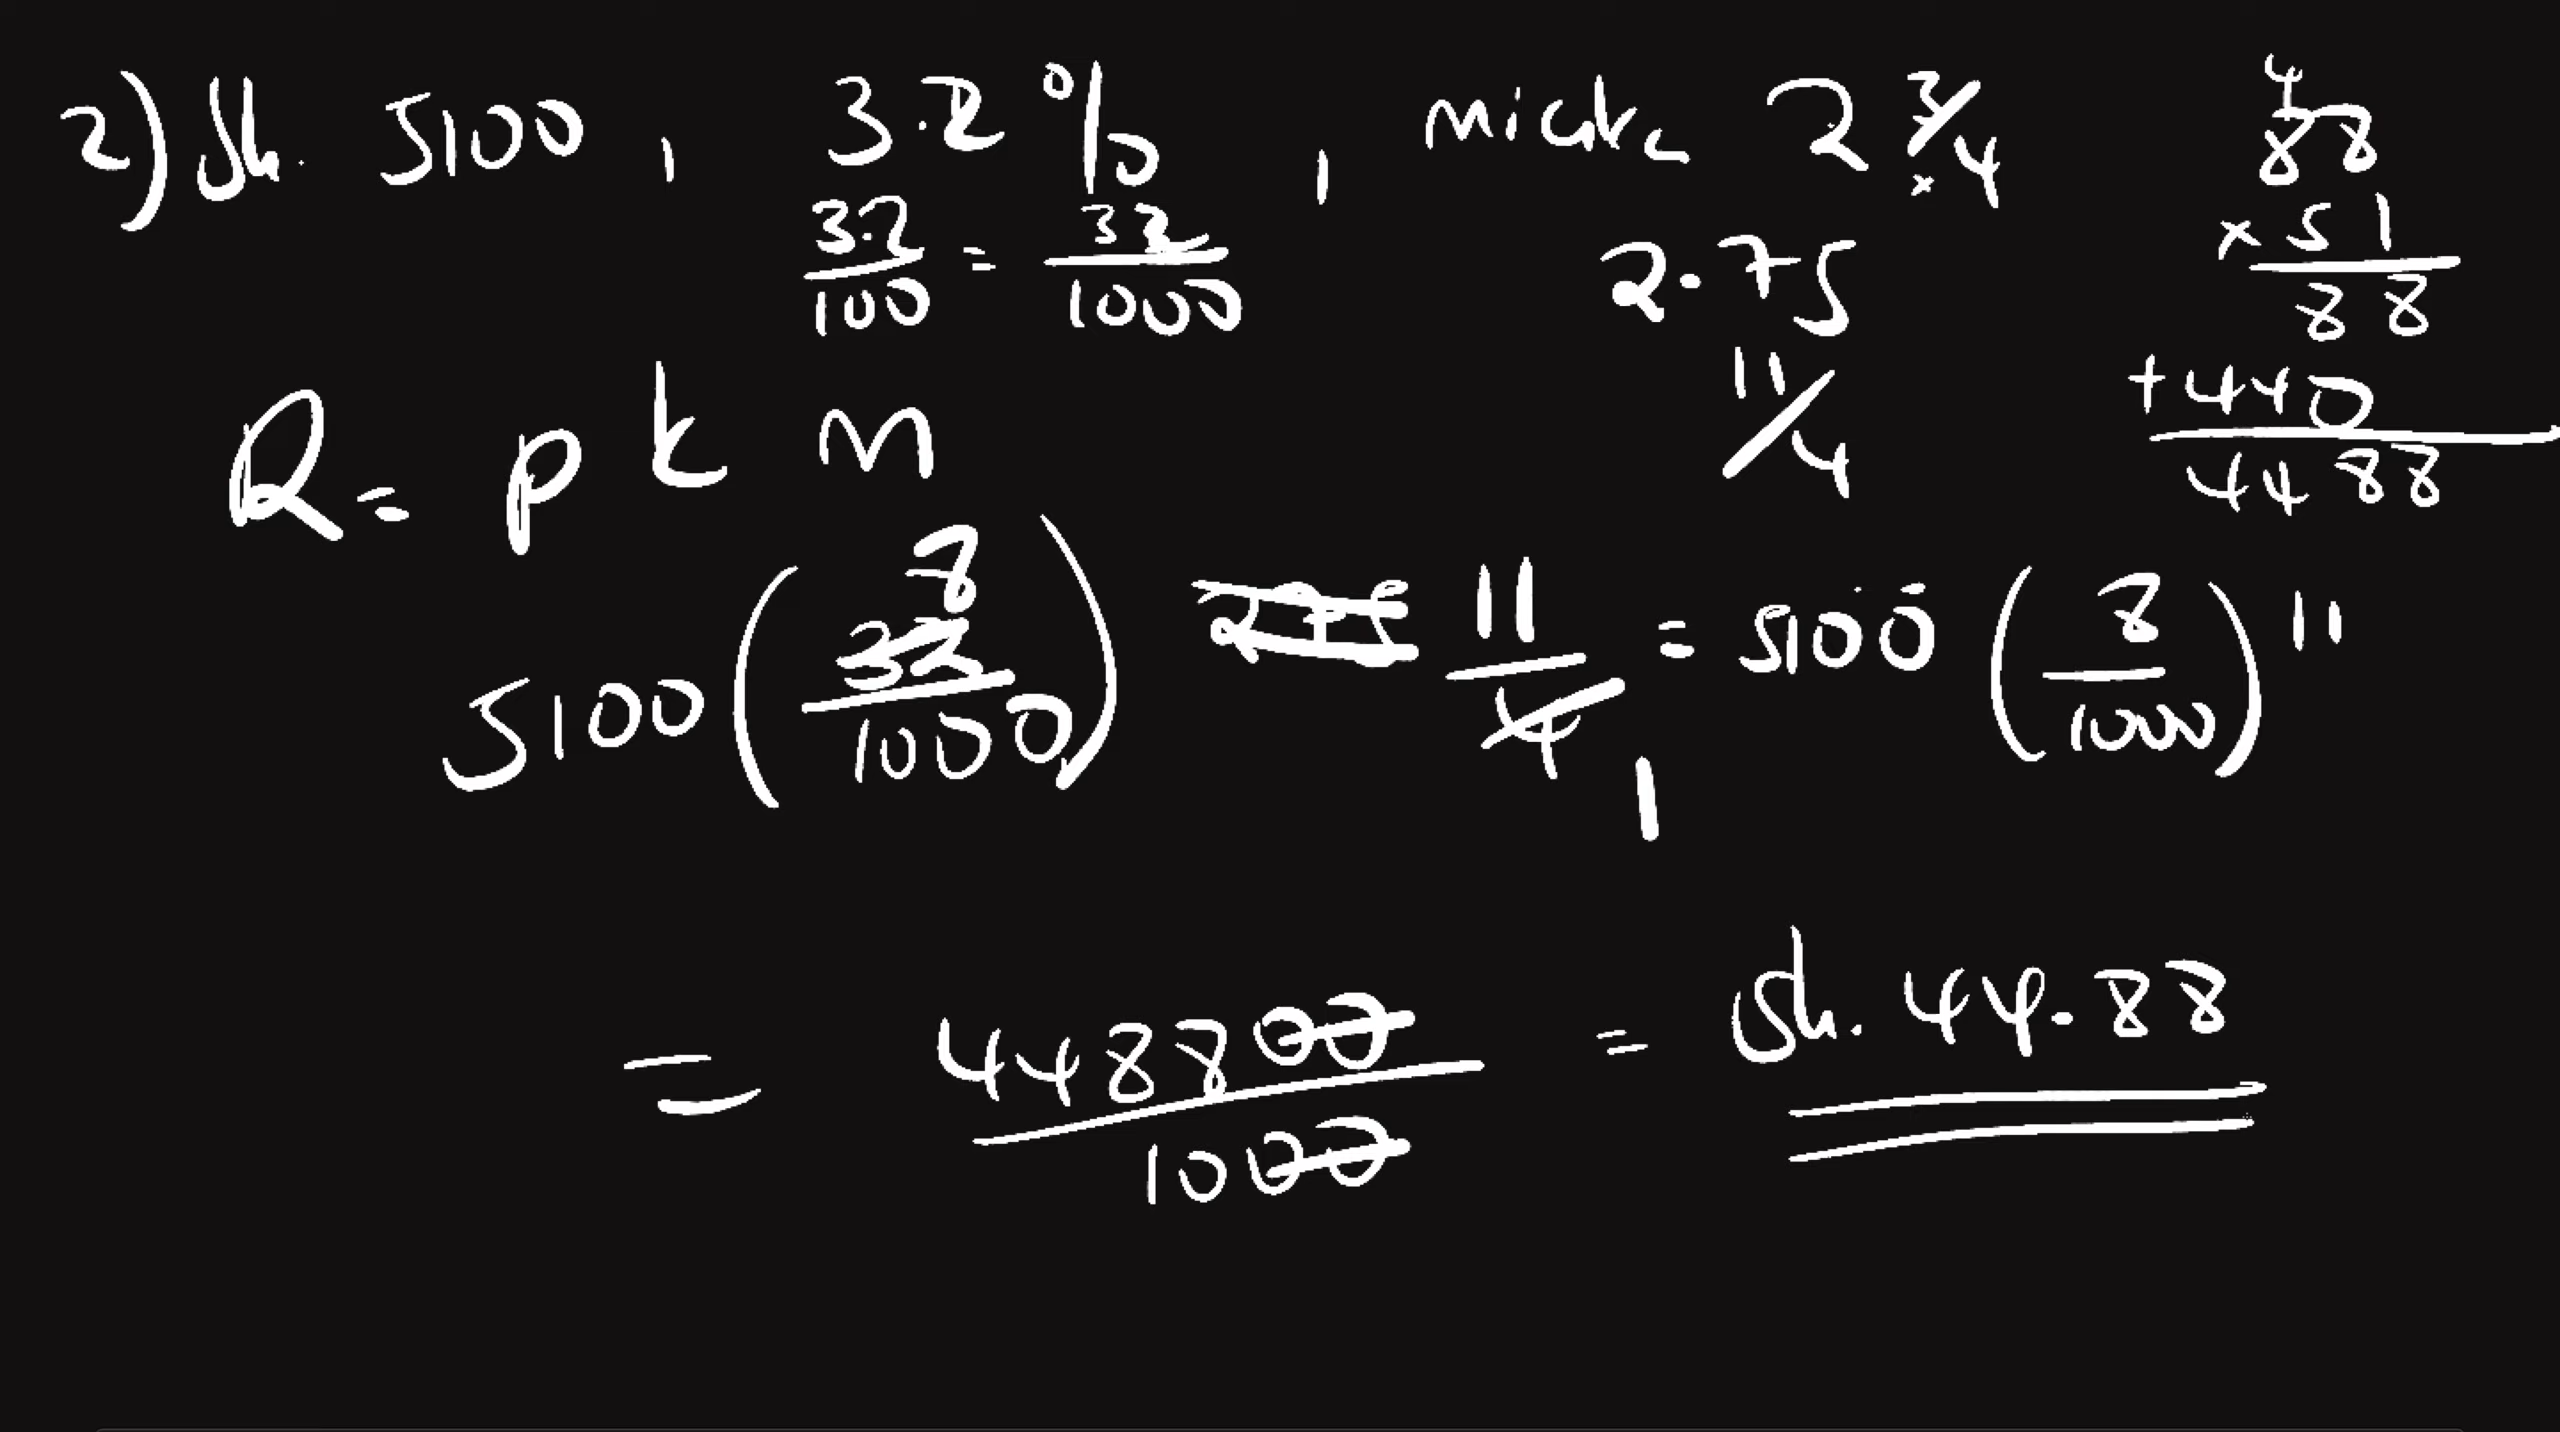 2) Sh. 5100, 3.2 %, miaka 2 3/4
3.2/100 = 32/1000
2.75
11/4
R = p k m
5100 ( 32/1000 ) 11/4 = 5100 ( 8/1000 ) 11
8
1
= 448800/1000 = Sh. 44.88
4
88
x 51
88
+ 440
4488